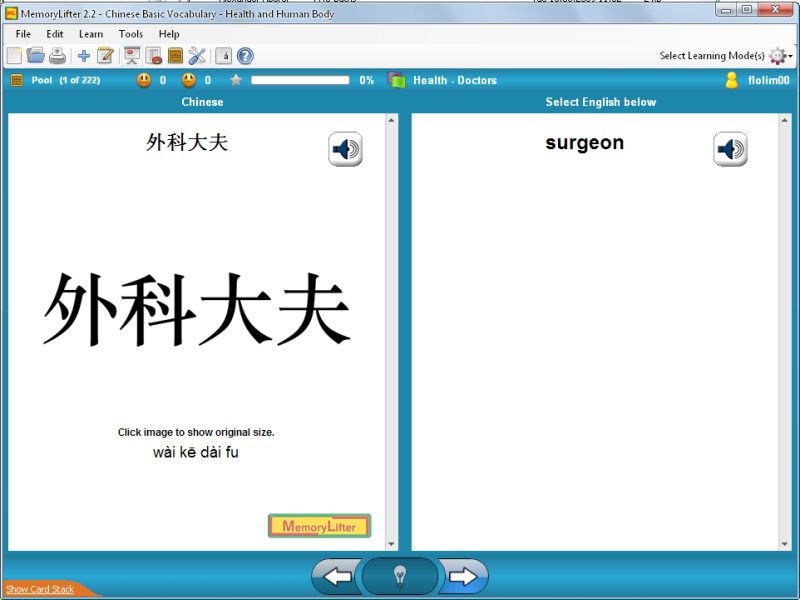 MemoryLifter 2.2 - Chinese Basic Vocabulary - Health and Human Body
File Edit Learn Tools Help
Select Learning Mode(s)
Pool (1 of 222) 0 0 0% Health - Doctors flolim00
Chinese
Select English below
外科大夫
surgeon
外科大夫
Click image to show original size.
wài kē dài fu
MemoryLifter
Show Card Stack